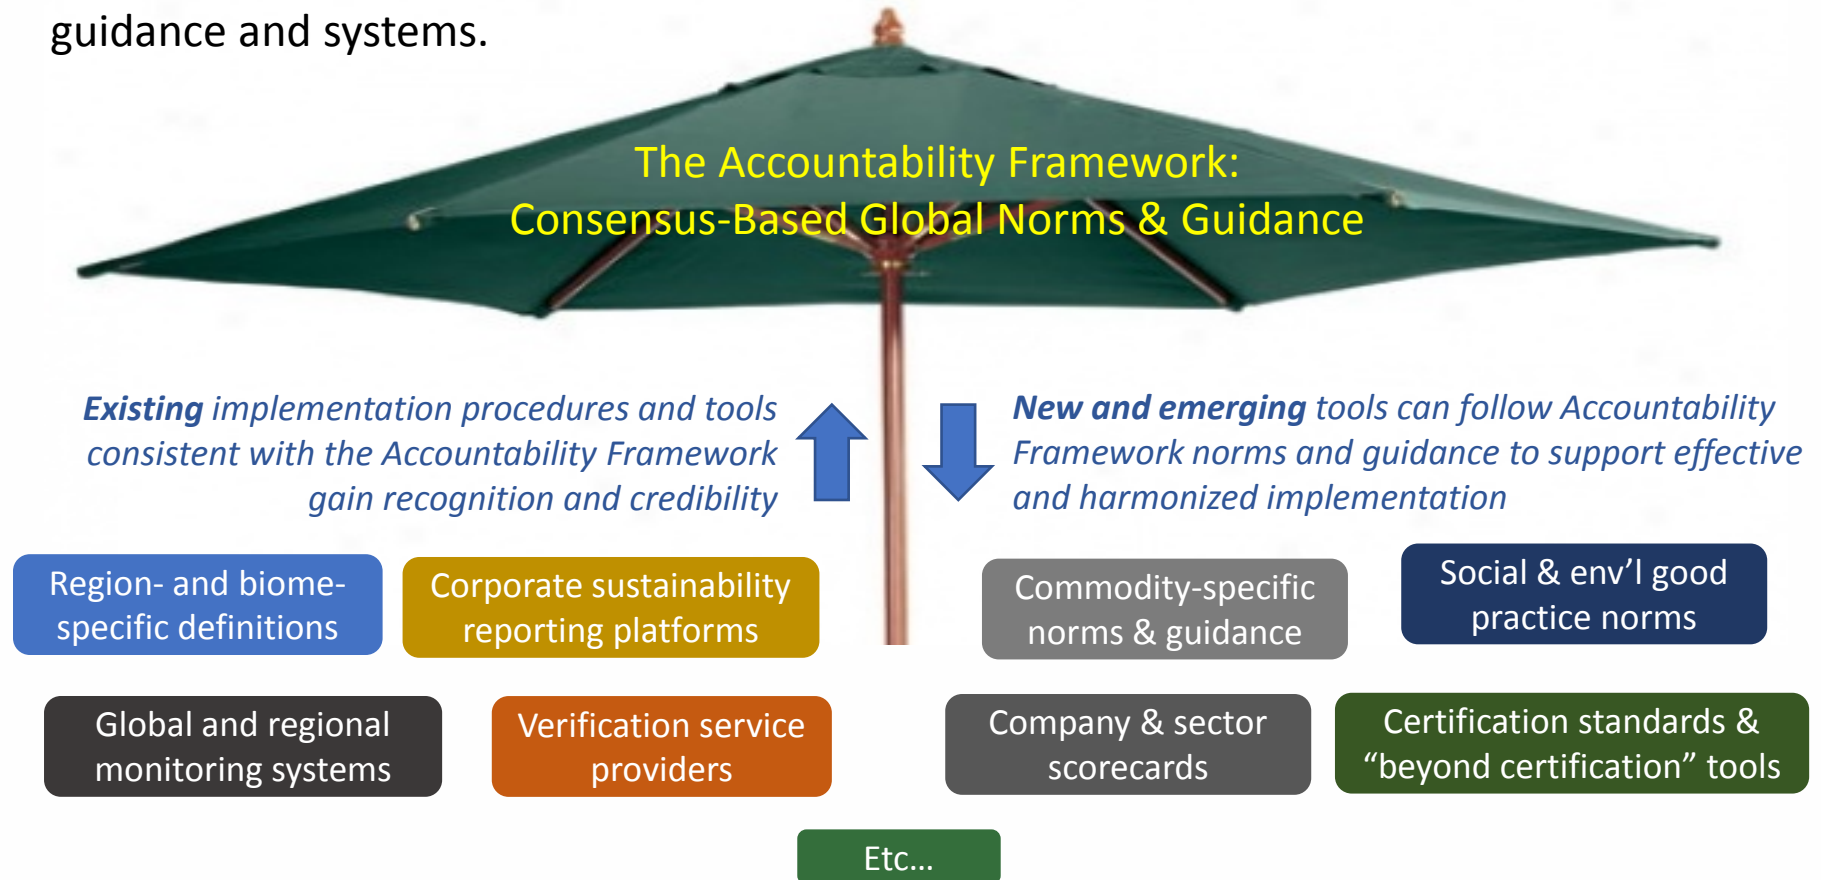 guidance and systems.
The Accountability Framework:
Consensus-Based Global Norms & Guidance
Existing implementation procedures and tools
consistent with the Accountability Framework
gain recognition and credibility
New and emerging tools can follow Accountability
Framework norms and guidance to support effective
and harmonized implementation
Region- and biome-
specific definitions
Corporate sustainability
reporting platforms
Commodity-specific
norms & guidance
Social & env’l good
practice norms
Global and regional
monitoring systems
Verification service
providers
Company & sector
scorecards
Certification standards &
“beyond certification” tools
Etc…